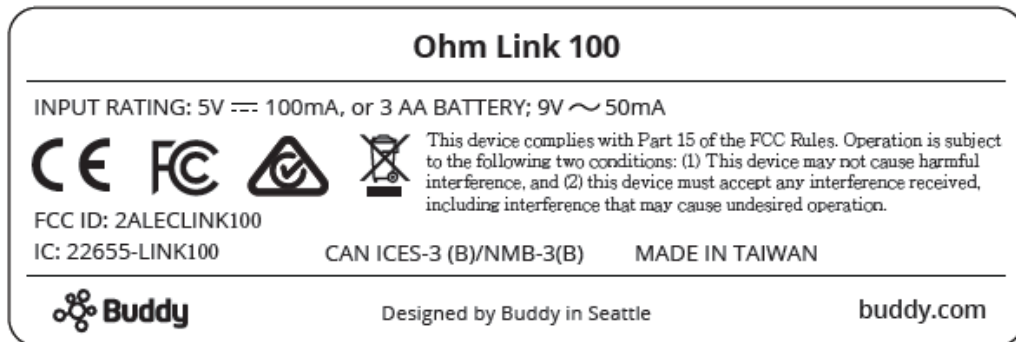 Ohm Link 100
INPUT RATING: 5V ⎓ 100mA, or 3 AA BATTERY; 9V ∼ 50mA
CE FC
This device complies with Part 15 of the FCC Rules. Operation is subject
to the following two conditions: (1) This device may not cause harmful
interference, and (2) this device must accept any interference received,
including interference that may cause undesired operation.
FCC ID: 2ALECLINK100
IC: 22655-LINK100
CAN ICES-3 (B)/NMB-3(B)
MADE IN TAIWAN
Buddy
Designed by Buddy in Seattle
buddy.com